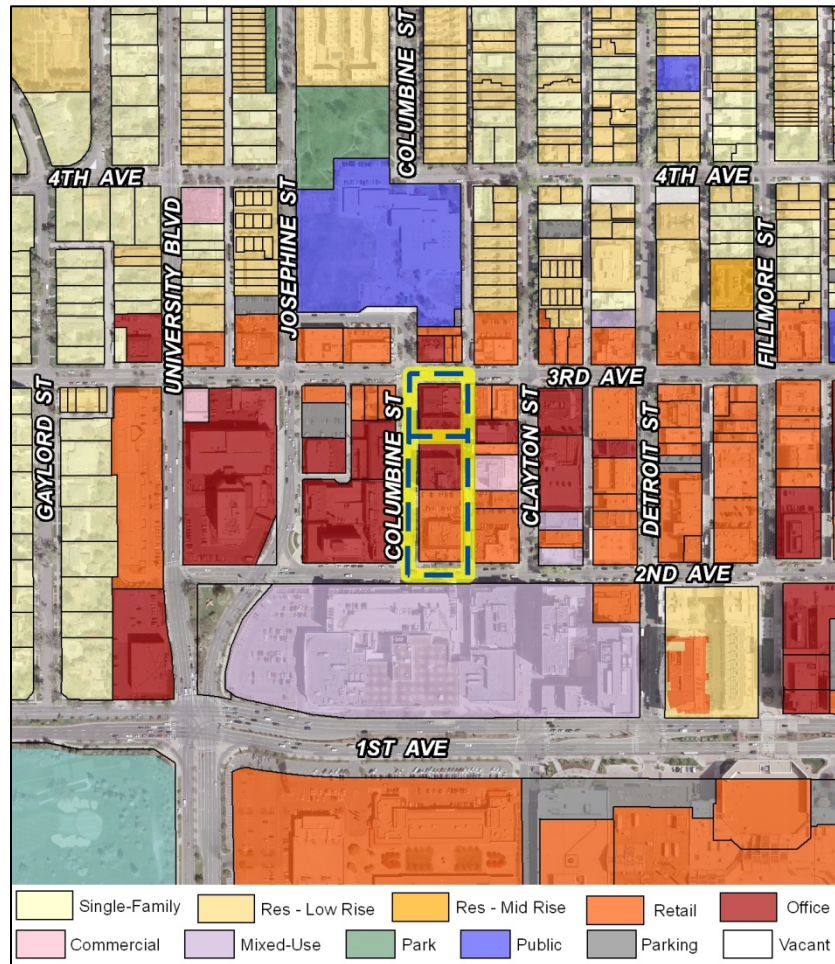 COLUMBINE ST
4TH AVE
4TH AVE
UNIVERSITY BLVD
JOSEPHINE ST
FILLMORE ST
3RD AVE
GAYLORD ST
COLUMBINE ST
CLAYTON ST
DETROIT ST
2ND AVE
1ST AVE
Single-Family Res - Low Rise Res - Mid Rise Retail Office
Commercial Mixed-Use Park Public Parking Vacant